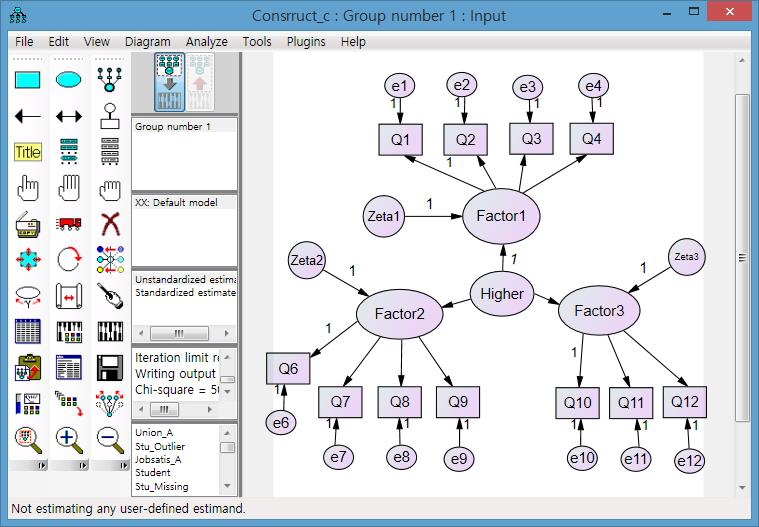 Consrruct_c : Group number 1 : Input
File Edit View Diagram Analyze Tools Plugins Help
Title
Group number 1
XX: Default model
Unstandardized estima
Standardized estimate
Iteration limit re
Writing output
Chi-square = 50
Union_A
Stu_Outlier
Jobsatis_A
Student
Stu_Missing
e1 e2 e3 e4
1 1 1 1
Q1 Q2 Q3 Q4
1
Zeta1 1 Factor1
Zeta2 1 1 1 Zeta3
Factor2 Higher Factor3
1 1
Q6
1
Q7 Q8 Q9 Q10 Q11 Q12
1 1 1 1 1 1
e6
e7 e8 e9 e10 e11 e12
Not estimating any user-defined estimand.